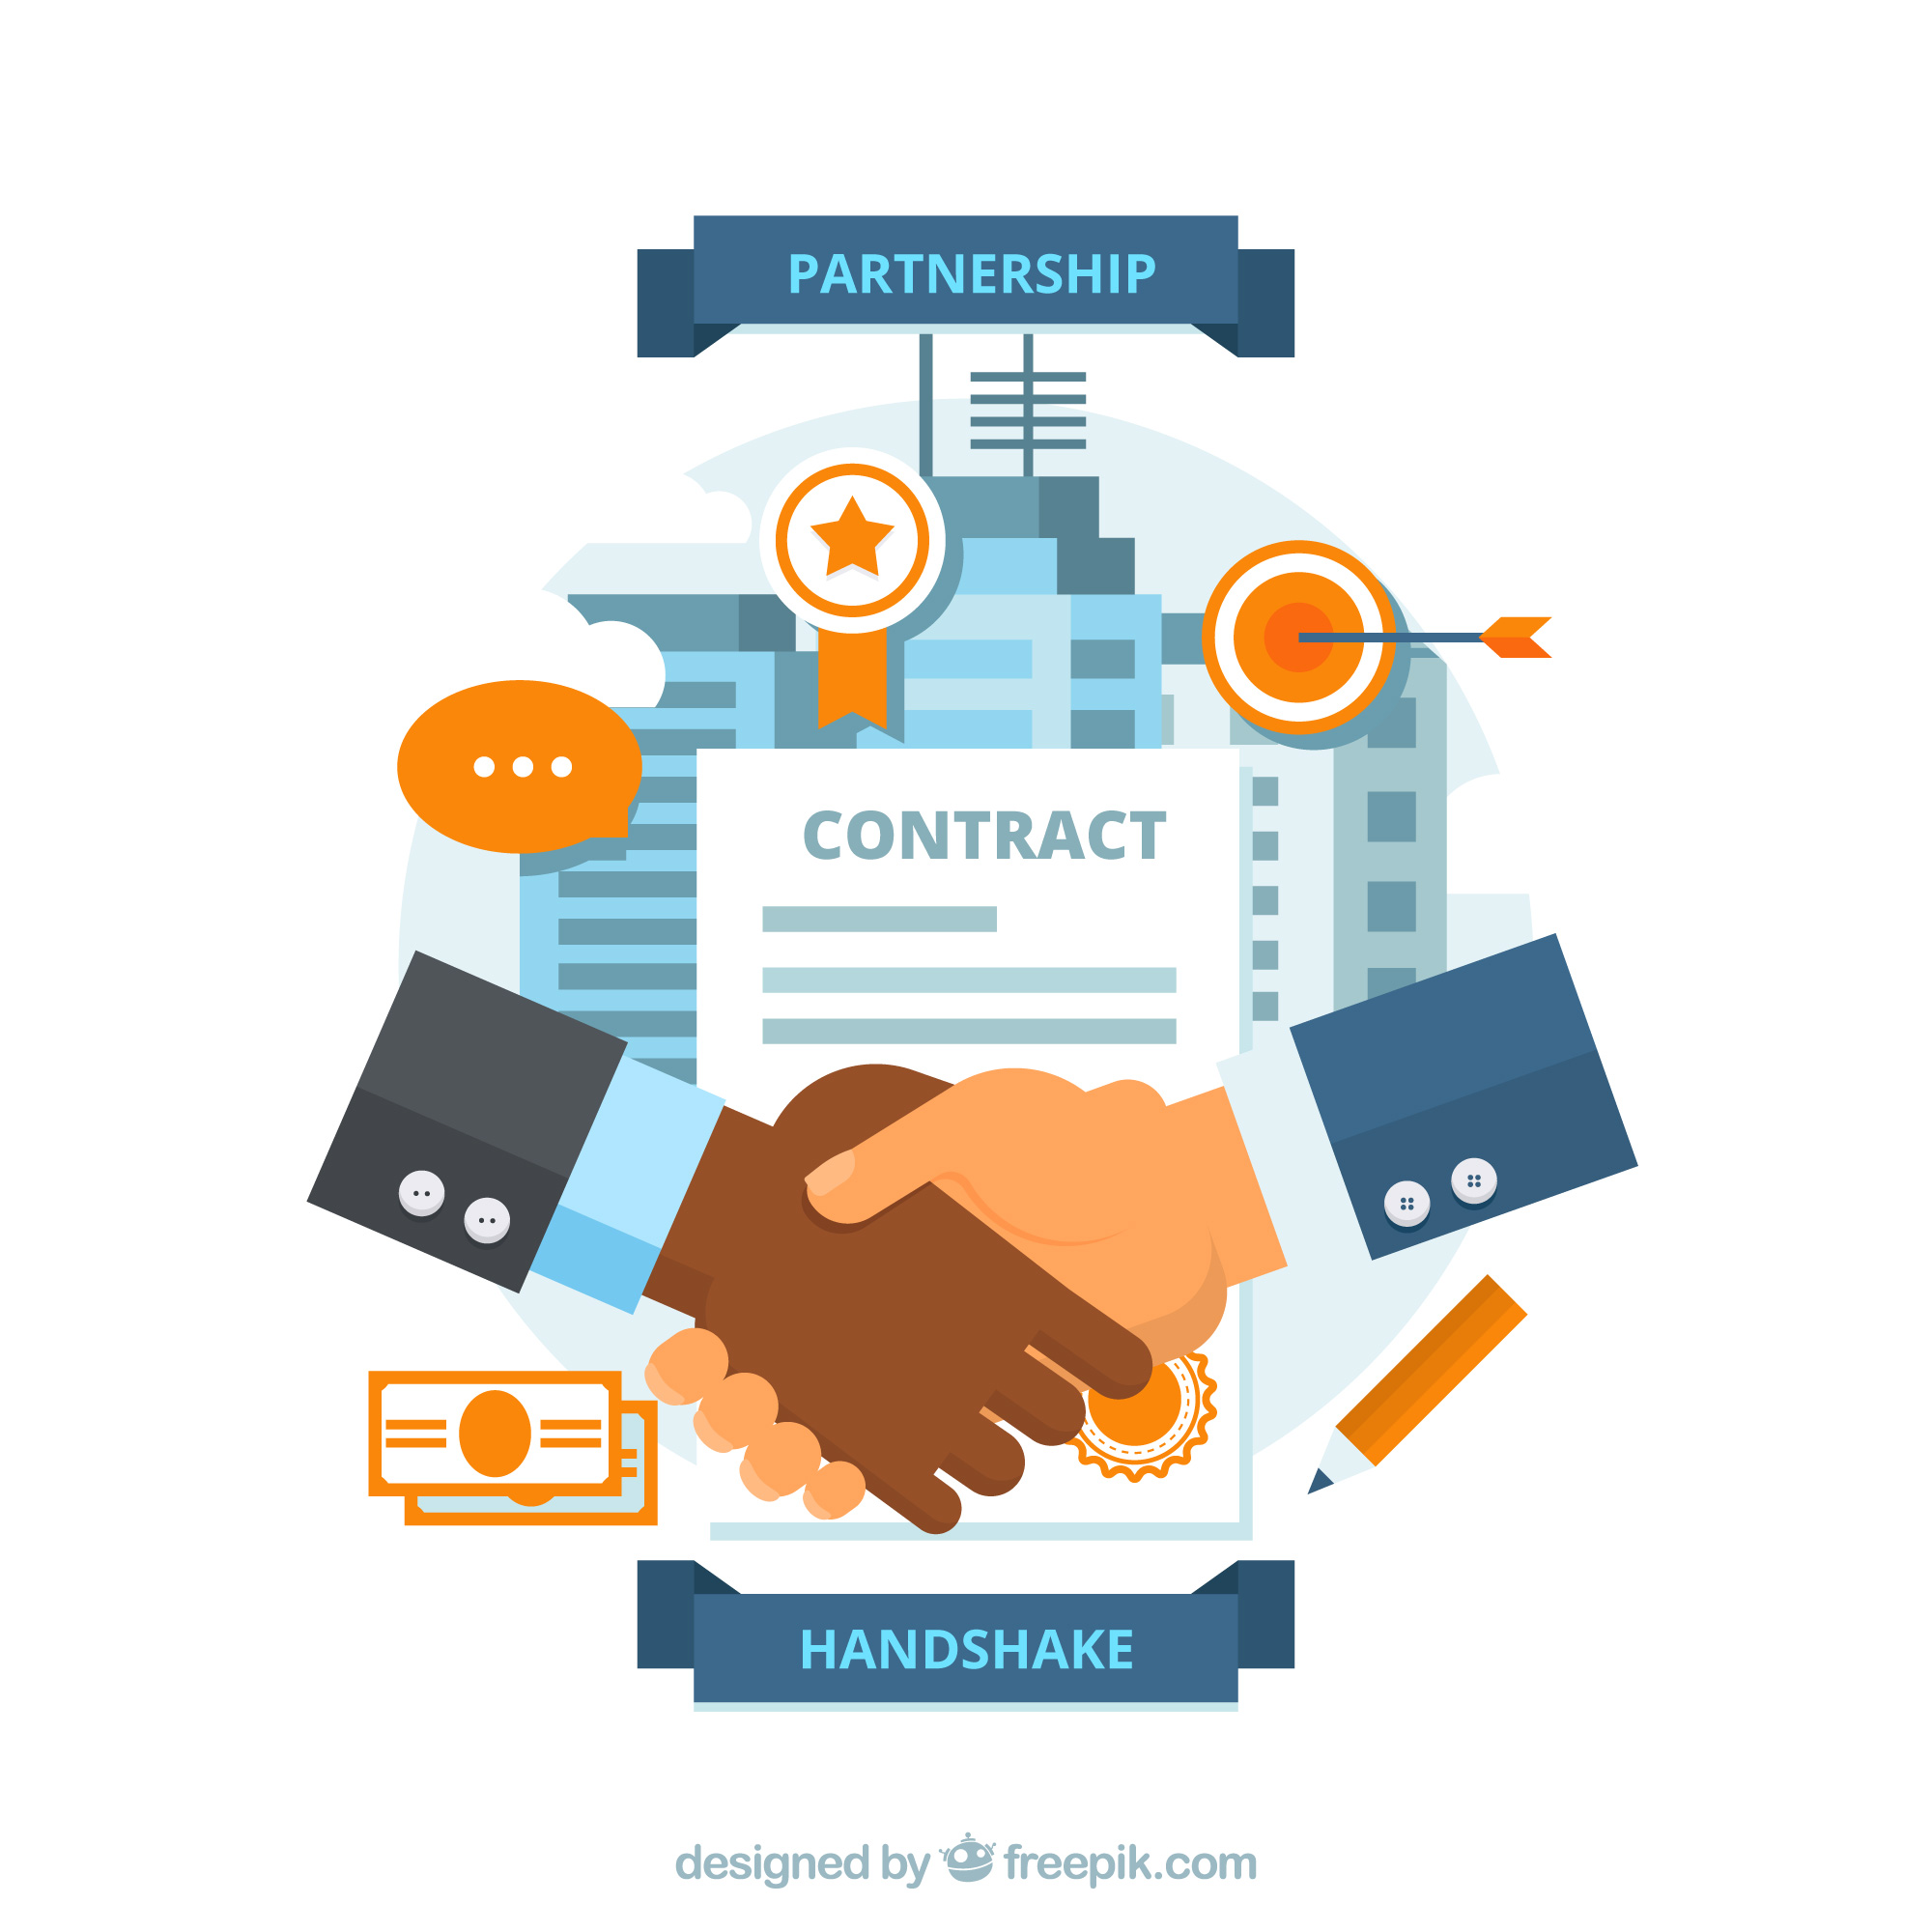 PARTNERSHIP
CONTRACT
HANDSHAKE
designed by freepik.com